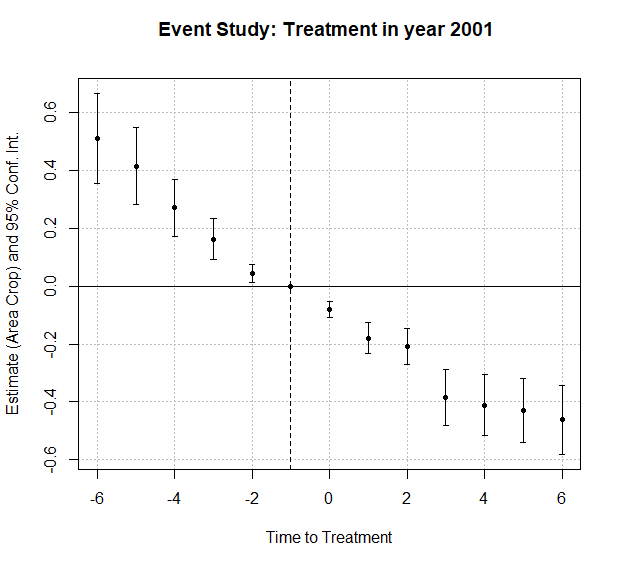 Event Study: Treatment in year 2001
Estimate (Area Crop) and 95% Conf. Int.
0.6
0.4
0.2
0.0
-0.2
-0.4
-0.6
-6 -4 -2 0 2 4 6
Time to Treatment